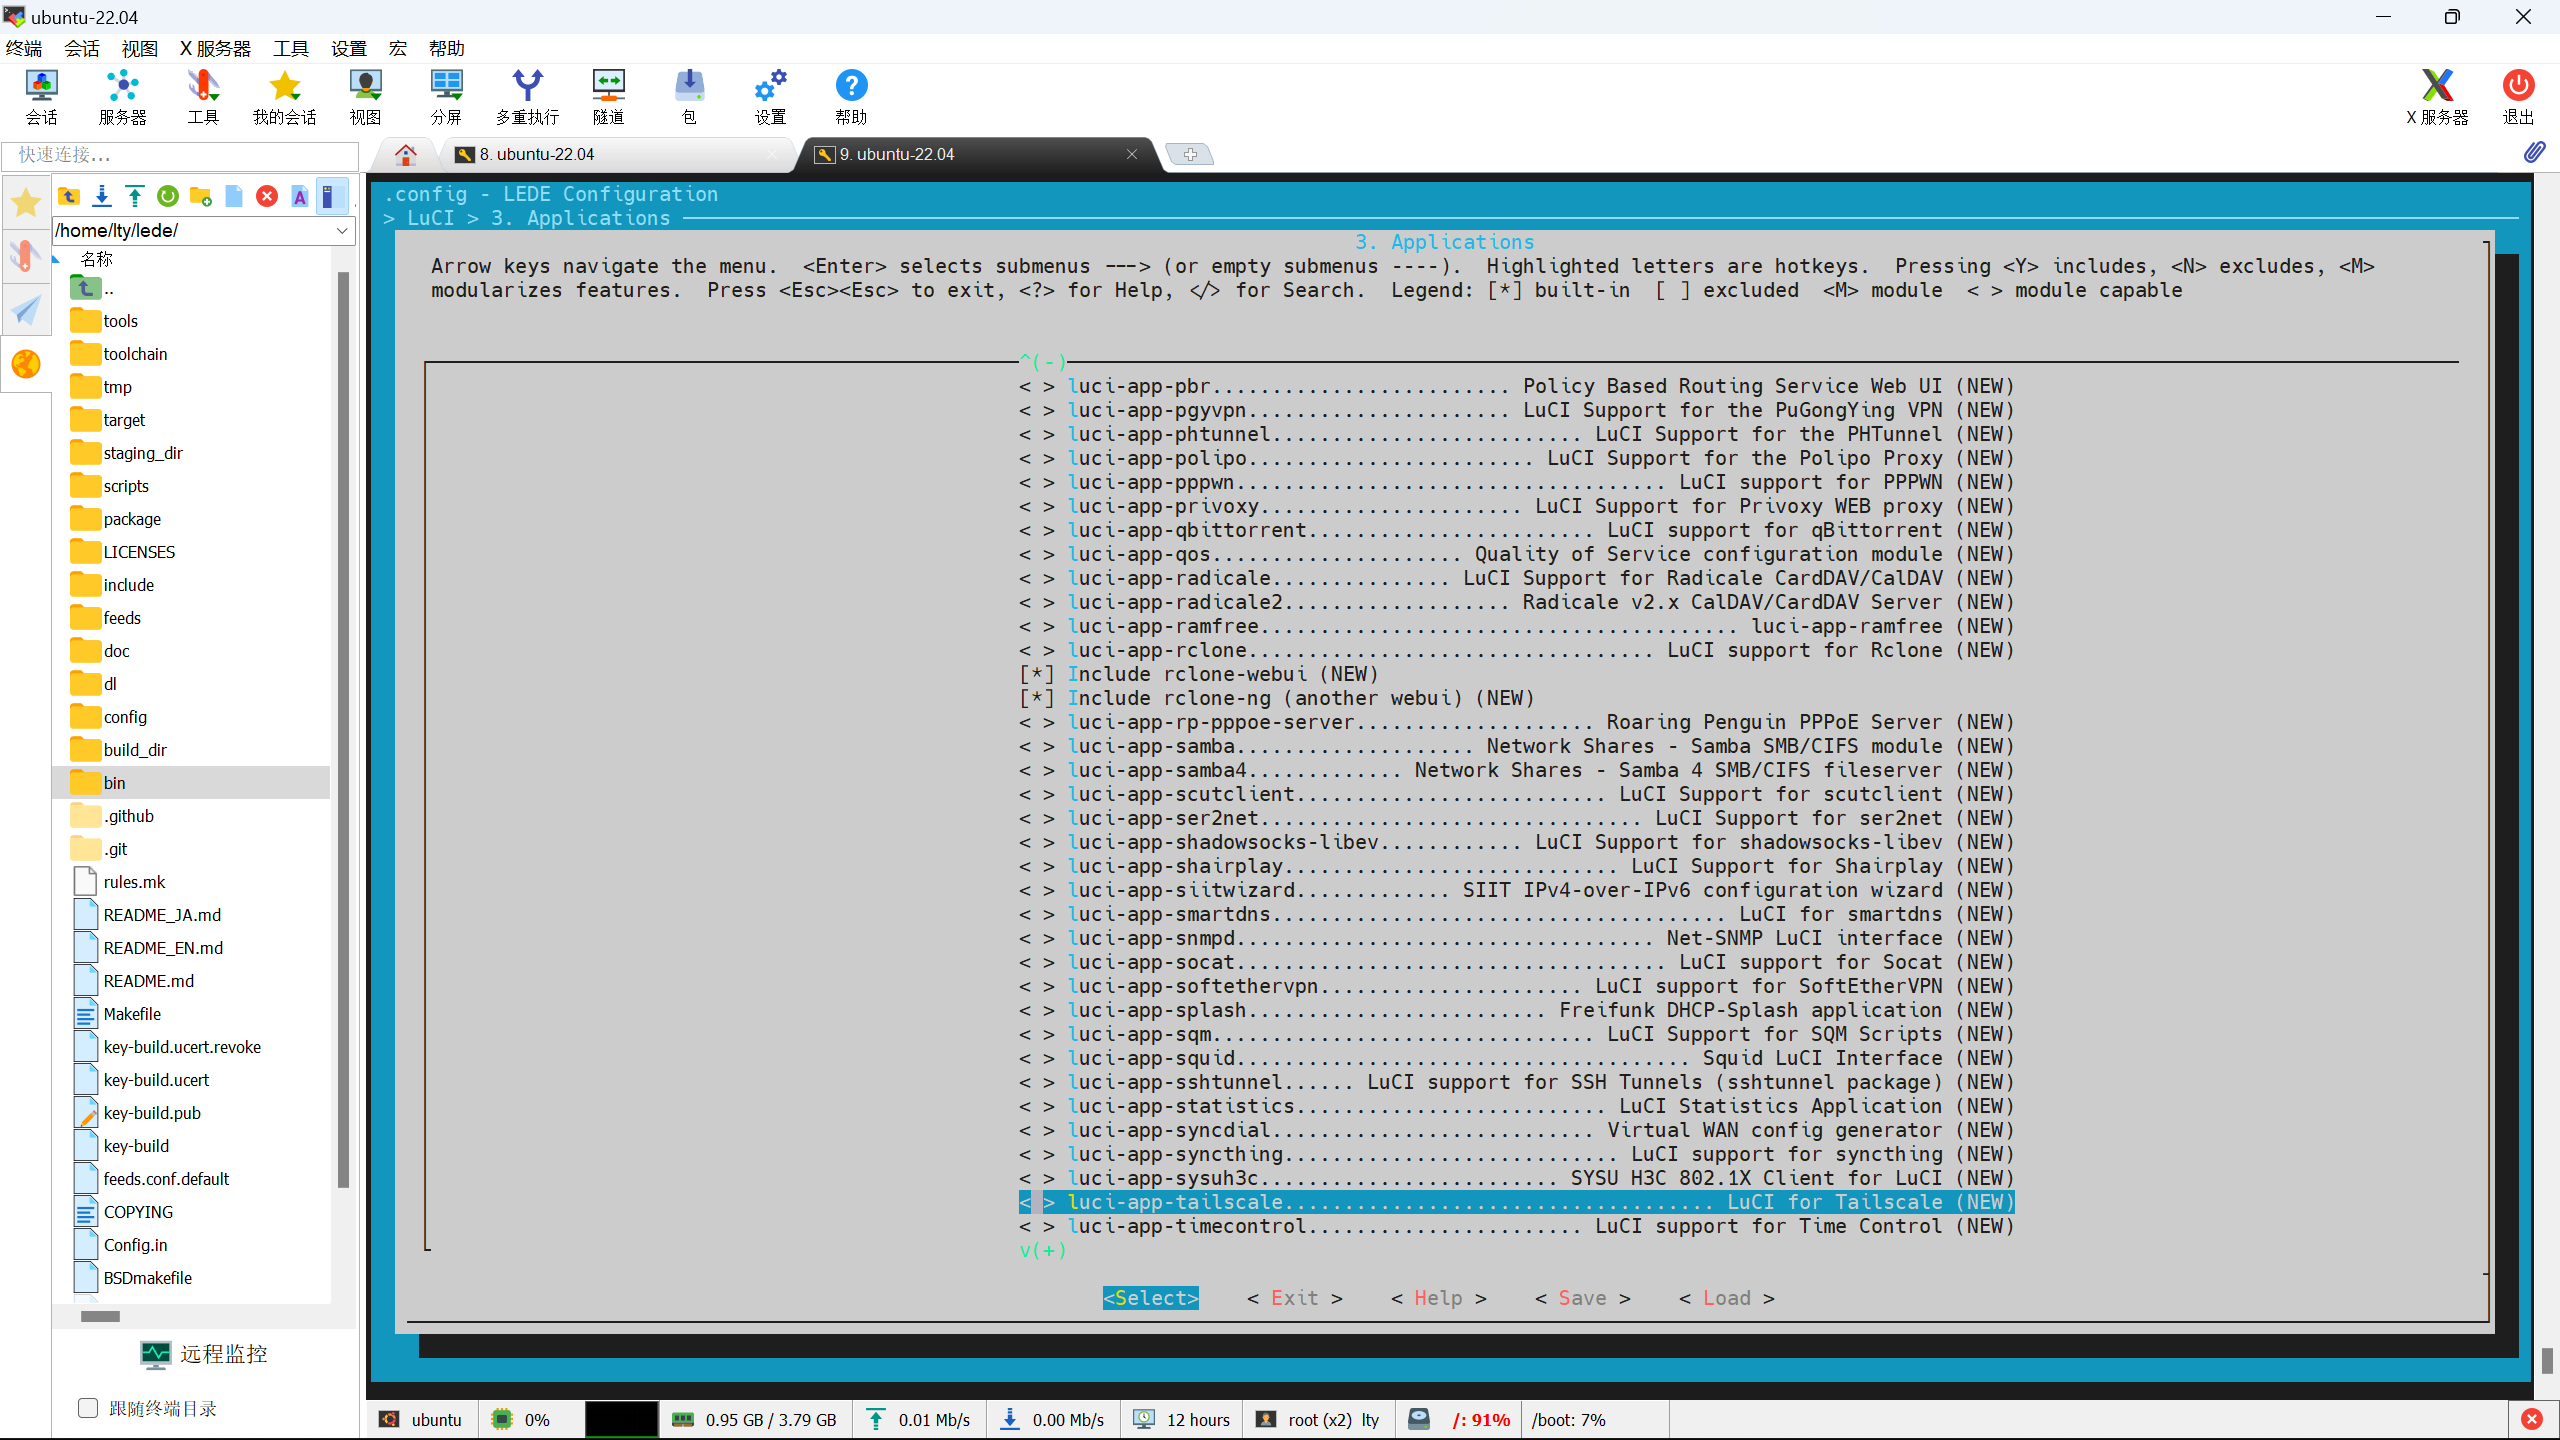 ubuntu-22.04
终端 会话 视图 X 服务器 工具 设置 宏 帮助
会话 服务器 工具 我的会话 视图 分屏 多重执行 隧道 包 设置 帮助 X 服务器 退出
快速连接...
8. ubuntu-22.04
9. ubuntu-22.04
/home/lty/lede/
名称
..
tools
toolchain
tmp
target
staging_dir
scripts
package
LICENSES
include
feeds
doc
dl
config
build_dir
bin
.github
.git
rules.mk
README_JA.md
README_EN.md
README.md
Makefile
key-build.ucert.revoke
key-build.ucert
key-build.pub
key-build
feeds.conf.default
COPYING
Config.in
BSDmakefile
远程监控
跟随终端目录
.config - LEDE Configuration
> LuCI > 3. Applications
3. Applications
Arrow keys navigate the menu.  <Enter> selects submenus ---> (or empty submenus ----).  Highlighted letters are hotkeys.  Pressing <Y> includes, <N> excludes, <M>
modularizes features.  Press <Esc><Esc> to exit, <?> for Help, </> for Search.  Legend: [*] built-in  [ ] excluded  <M> module  < > module capable
^(-)
< > luci-app-pbr......................... Policy Based Routing Service Web UI (NEW)
< > luci-app-pgyvpn...................... LuCI Support for the PuGongYing VPN (NEW)
< > luci-app-phtunnel.......................... LuCI Support for the PHTunnel (NEW)
< > luci-app-polipo........................ LuCI Support for the Polipo Proxy (NEW)
< > luci-app-pppwn.................................... LuCI support for PPPWN (NEW)
< > luci-app-privoxy...................... LuCI Support for Privoxy WEB proxy (NEW)
< > luci-app-qbittorrent........................ LuCI support for qBittorrent (NEW)
< > luci-app-qos..................... Quality of Service configuration module (NEW)
< > luci-app-radicale............... LuCI Support for Radicale CardDAV/CalDAV (NEW)
< > luci-app-radicale2................... Radicale v2.x CalDAV/CardDAV Server (NEW)
< > luci-app-ramfree........................................ luci-app-ramfree (NEW)
< > luci-app-rclone.................................. LuCI support for Rclone (NEW)
[*] Include rclone-webui (NEW)
[*] Include rclone-ng (another webui) (NEW)
< > luci-app-rp-pppoe-server.................... Roaring Penguin PPPoE Server (NEW)
< > luci-app-samba.................... Network Shares - Samba SMB/CIFS module (NEW)
< > luci-app-samba4............. Network Shares - Samba 4 SMB/CIFS fileserver (NEW)
< > luci-app-scutclient.......................... LuCI Support for scutclient (NEW)
< > luci-app-ser2net................................ LuCI Support for ser2net (NEW)
< > luci-app-shadowsocks-libev............ LuCI Support for shadowsocks-libev (NEW)
< > luci-app-shairplay............................ LuCI Support for Shairplay (NEW)
< > luci-app-siitwizard............. SIIT IPv4-over-IPv6 configuration wizard (NEW)
< > luci-app-smartdns...................................... LuCI for smartdns (NEW)
< > luci-app-snmpd................................... Net-SNMP LuCI interface (NEW)
< > luci-app-socat.................................... LuCI support for Socat (NEW)
< > luci-app-softethervpn...................... LuCI support for SoftEtherVPN (NEW)
< > luci-app-splash......................... Freifunk DHCP-Splash application (NEW)
< > luci-app-sqm................................ LuCI Support for SQM Scripts (NEW)
< > luci-app-squid...................................... Squid LuCI Interface (NEW)
< > luci-app-sshtunnel...... LuCI support for SSH Tunnels (sshtunnel package) (NEW)
< > luci-app-statistics.......................... LuCI Statistics Application (NEW)
< > luci-app-syncdial........................... Virtual WAN config generator (NEW)
< > luci-app-syncthing............................ LuCI support for syncthing (NEW)
< > luci-app-sysuh3c......................... SYSU H3C 802.1X Client for LuCI (NEW)
< > luci-app-tailscale.................................... LuCI for Tailscale (NEW)
< > luci-app-timecontrol....................... LuCI support for Time Control (NEW)
v(+)
<Select> < Exit > < Help > < Save > < Load >
ubuntu 0% 0.95 GB / 3.79 GB 0.01 Mb/s 0.00 Mb/s 12 hours root (x2) lty /: 91% /boot: 7%